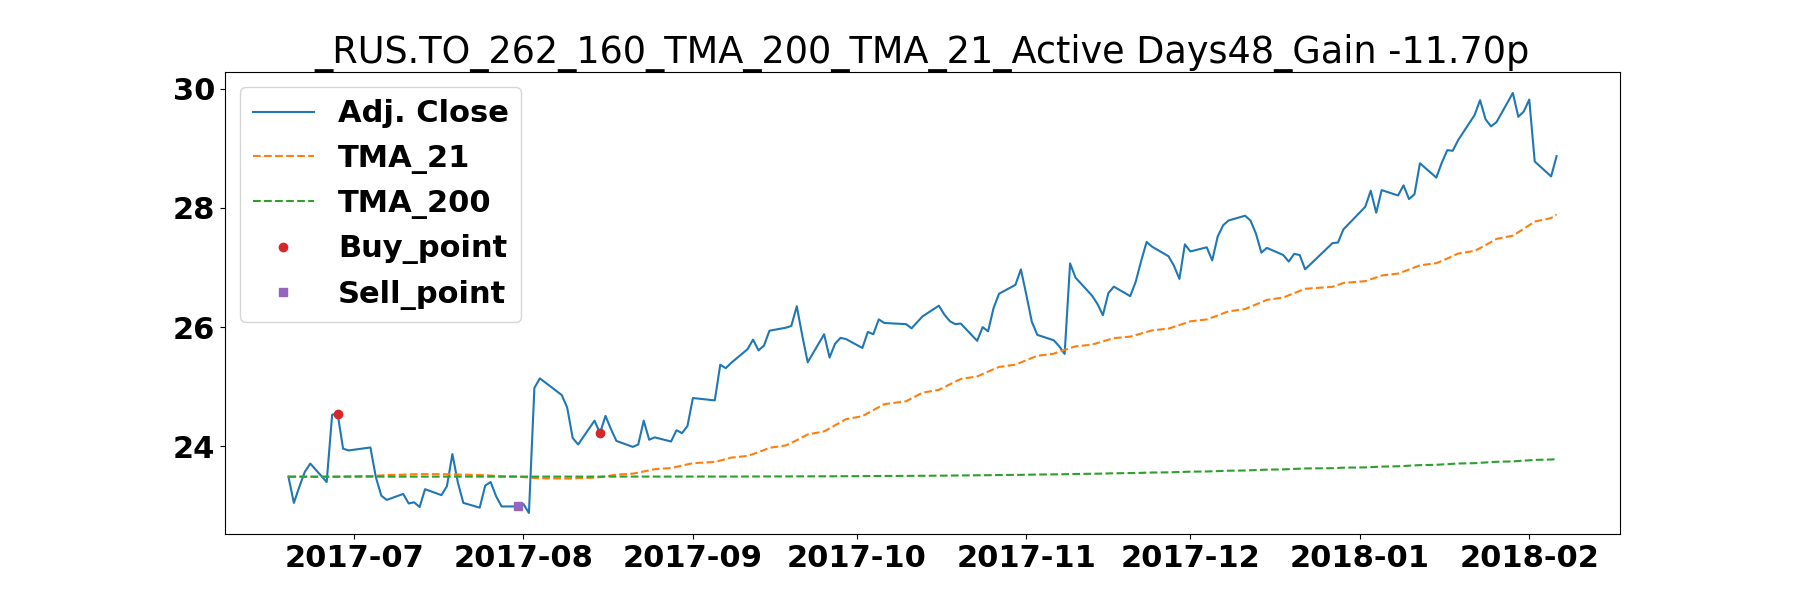 _RUS.TO_262_160_TMA_200_TMA_21_Active Days48_Gain -11.70p
30
28
26
24
Adj. Close
TMA_21
TMA_200
Buy_point
Sell_point
2017-07 2017-08 2017-09 2017-10 2017-11 2017-12 2018-01 2018-02